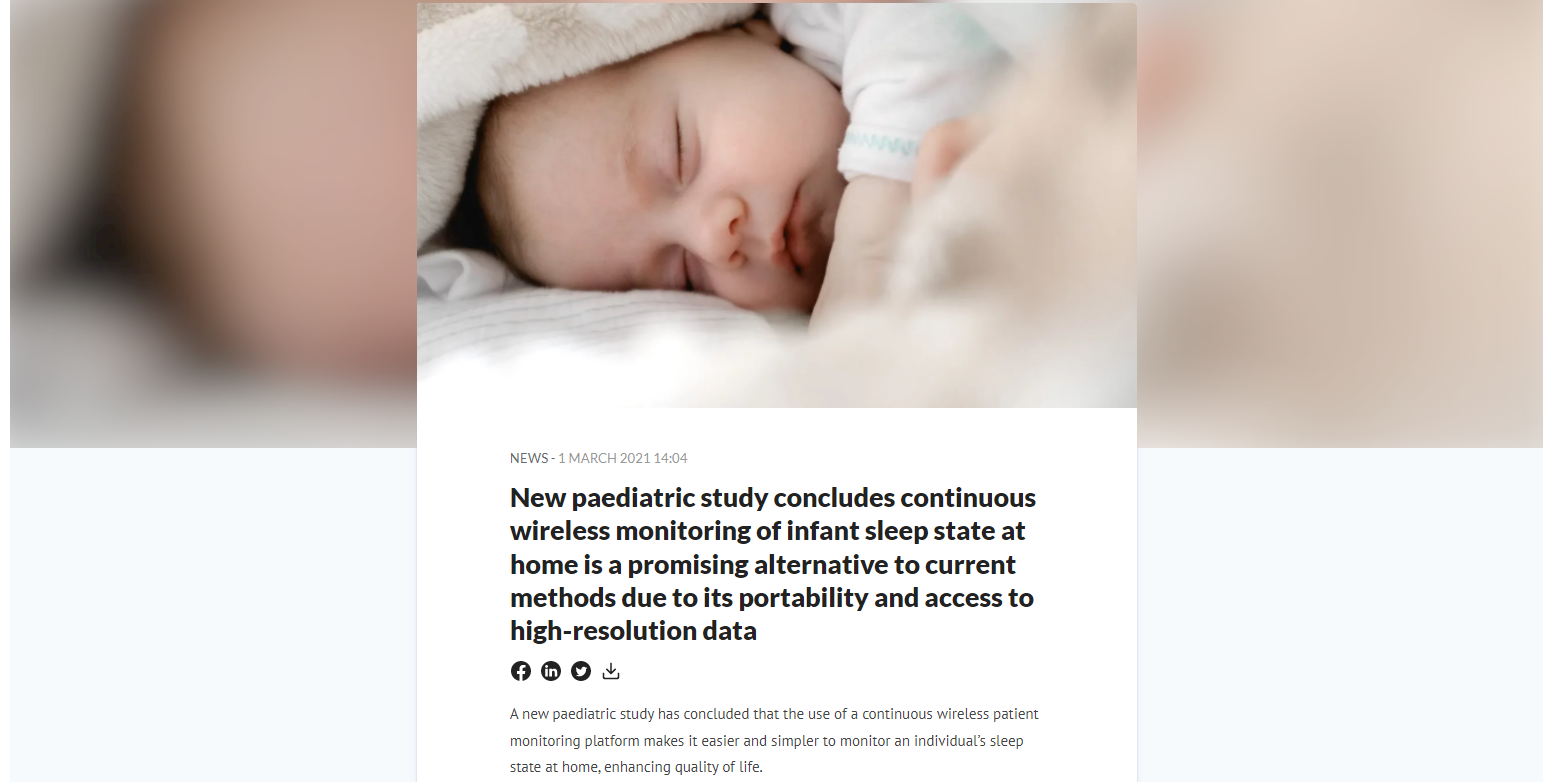 NEWS - 1 MARCH 2021 14:04
New paediatric study concludes continuous
wireless monitoring of infant sleep state at
home is a promising alternative to current
methods due to its portability and access to
high-resolution data
A new paediatric study has concluded that the use of a continuous wireless patient
monitoring platform makes it easier and simpler to monitor an individual’s sleep
state at home, enhancing quality of life.